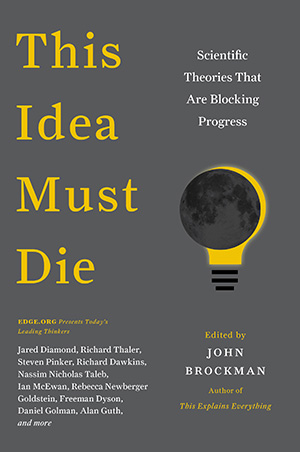 This
Idea
Must
Die
Scientific
Theories That
Are Blocking
Progress
EDGE.ORG Presents Today's
Leading Thinkers
Jared Diamond, Richard Thaler,
Steven Pinker, Richard Dawkins,
Nassim Nicholas Taleb,
Ian McEwan, Rebecca Newberger
Goldstein, Freeman Dyson,
Daniel Golman, Alan Guth,
and more
Edited by
JOHN
BROCKMAN
Author of
This Explains Everything